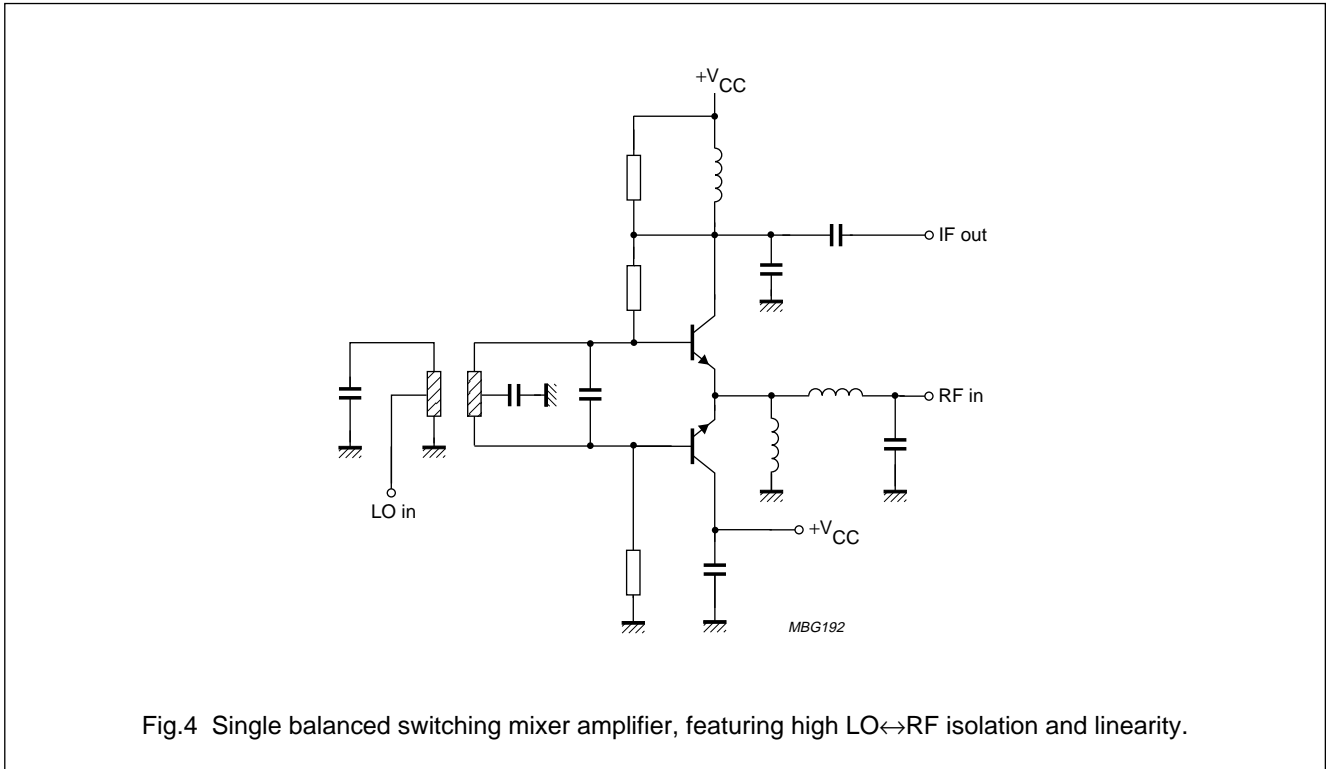 +VCC
IF out
RF in
LO in
+VCC
MBG192
Fig.4 Single balanced switching mixer amplifier, featuring high LO↔RF isolation and linearity.